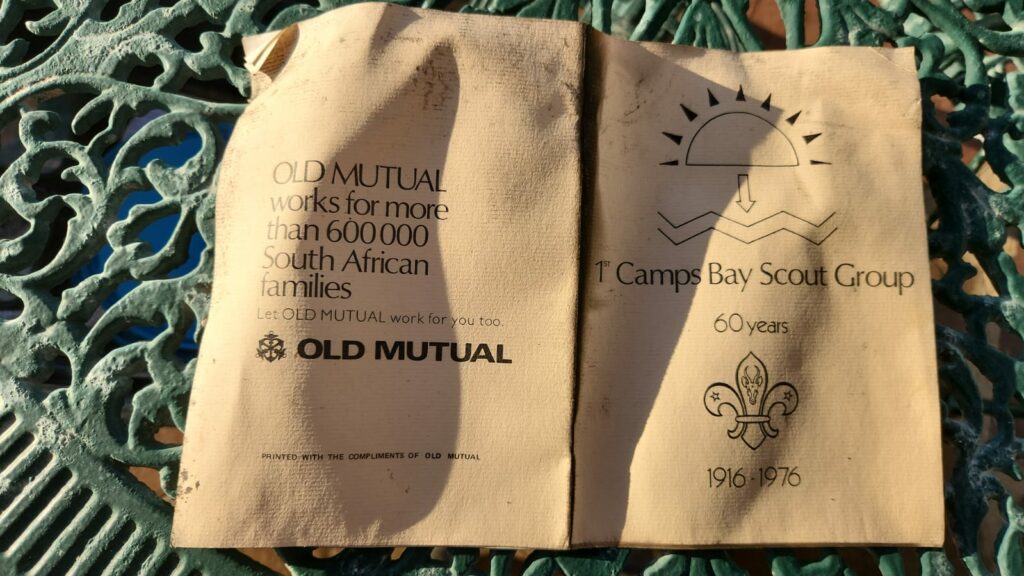 OLD MUTUAL
works for more
than 600 000
South African
families
Let OLD MUTUAL work for you too.
OLD MUTUAL
PRINTED WITH THE COMPLIMENTS OF OLD MUTUAL
1ST Camps Bay Scout Group
60 years
1916-1976